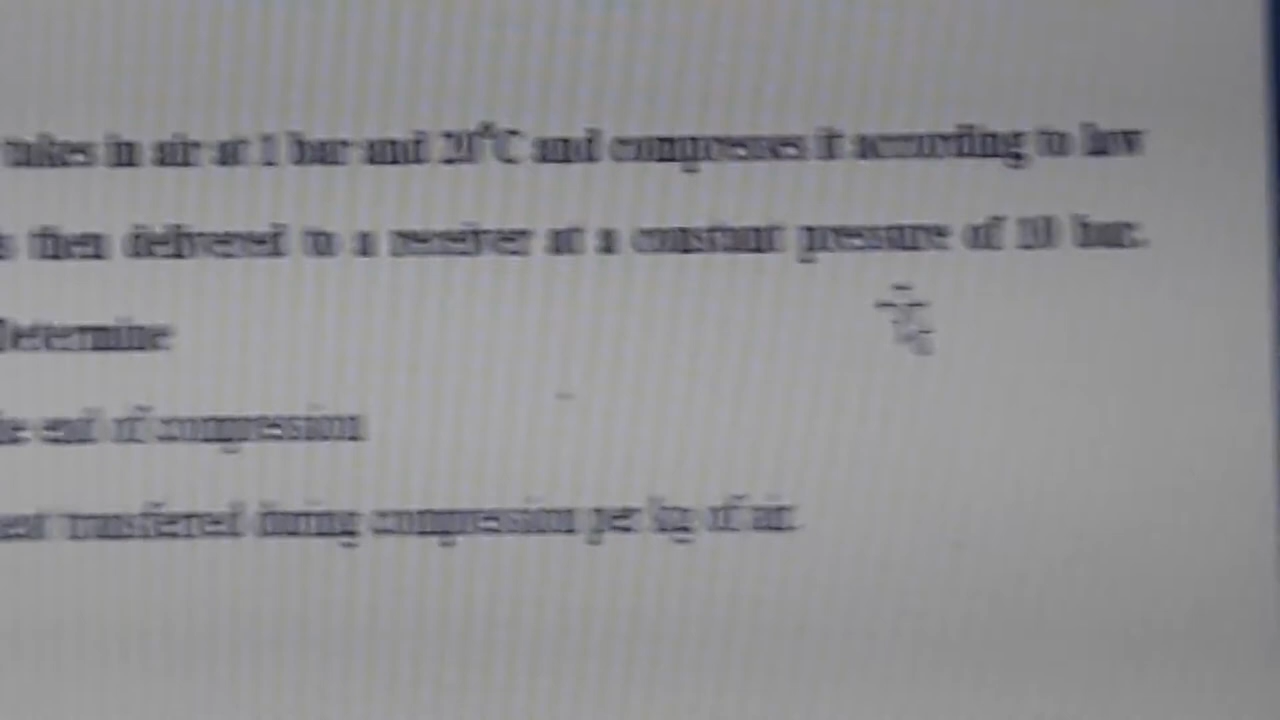 takes in air at 1 bar and 20°C and compresses it according to law
then delivered to a receiver at a constant pressure of 10 bar.
Determine
end of compression
transferred during compression per kg of air.